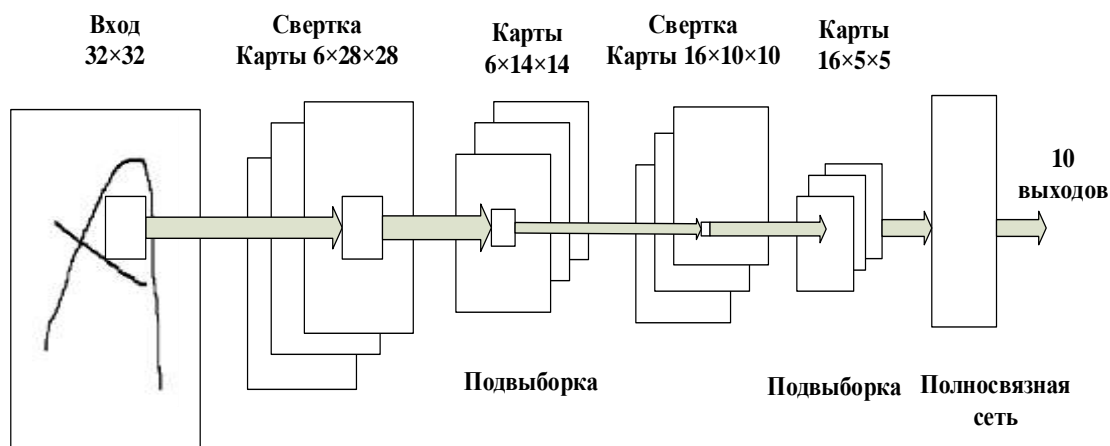 Вход
32×32
Свертка
Карты 6×28×28
Карты
6×14×14
Свертка
Карты 16×10×10
Карты
16×5×5
10
выходов
Подвыборка
Подвыборка
Полносвязная
сеть